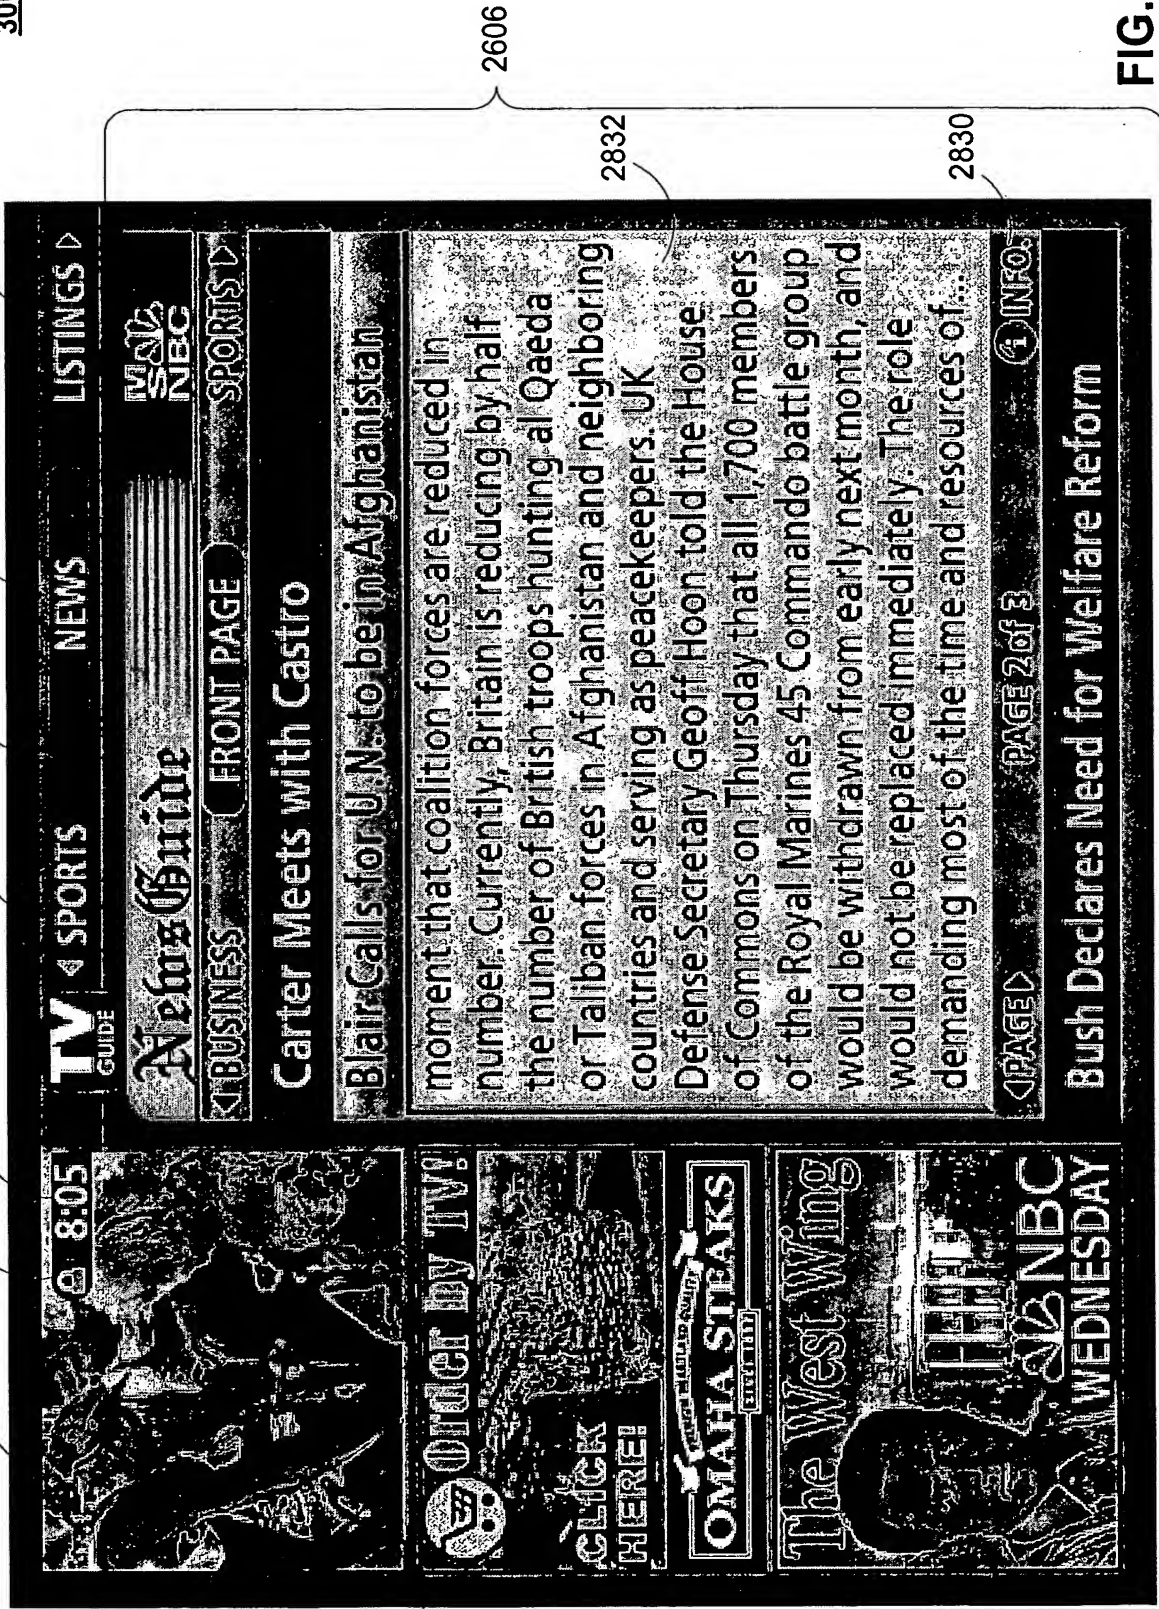 8:05
TV GUIDE
◁ SPORTS
NEWS
LISTINGS ▷
News Guide
MSNBC
◁ BUSINESS
FRONT PAGE
SPORTS ▷
Carter Meets with Castro
Blair Calls for U.N. to be in Afghanistan
moment that coalition forces are reduced in
number. Currently, Britain is reducing by half
the number of British troops hunting al Qaeda
or Taliban forces in Afghanistan and neighboring
countries and serving as peacekeepers. UK
Defense Secretary Geoff Hoon told the House
of Commons on Thursday that all 1,700 members
of the Royal Marines 45 Commando battle group
would be withdrawn from early next month, and
would not be replaced immediately. The role
demanding most of the time and resources of...
◁ PAGE ▷
PAGE 2 of 3
i INFO.
Bush Declares Need for Welfare Reform
Order by TV!
CLICK
HERE!
OMAHA STEAKS
SINCE 1917
The West Wing
NBC
WEDNESDAY
2606
2832
2830
FIG.